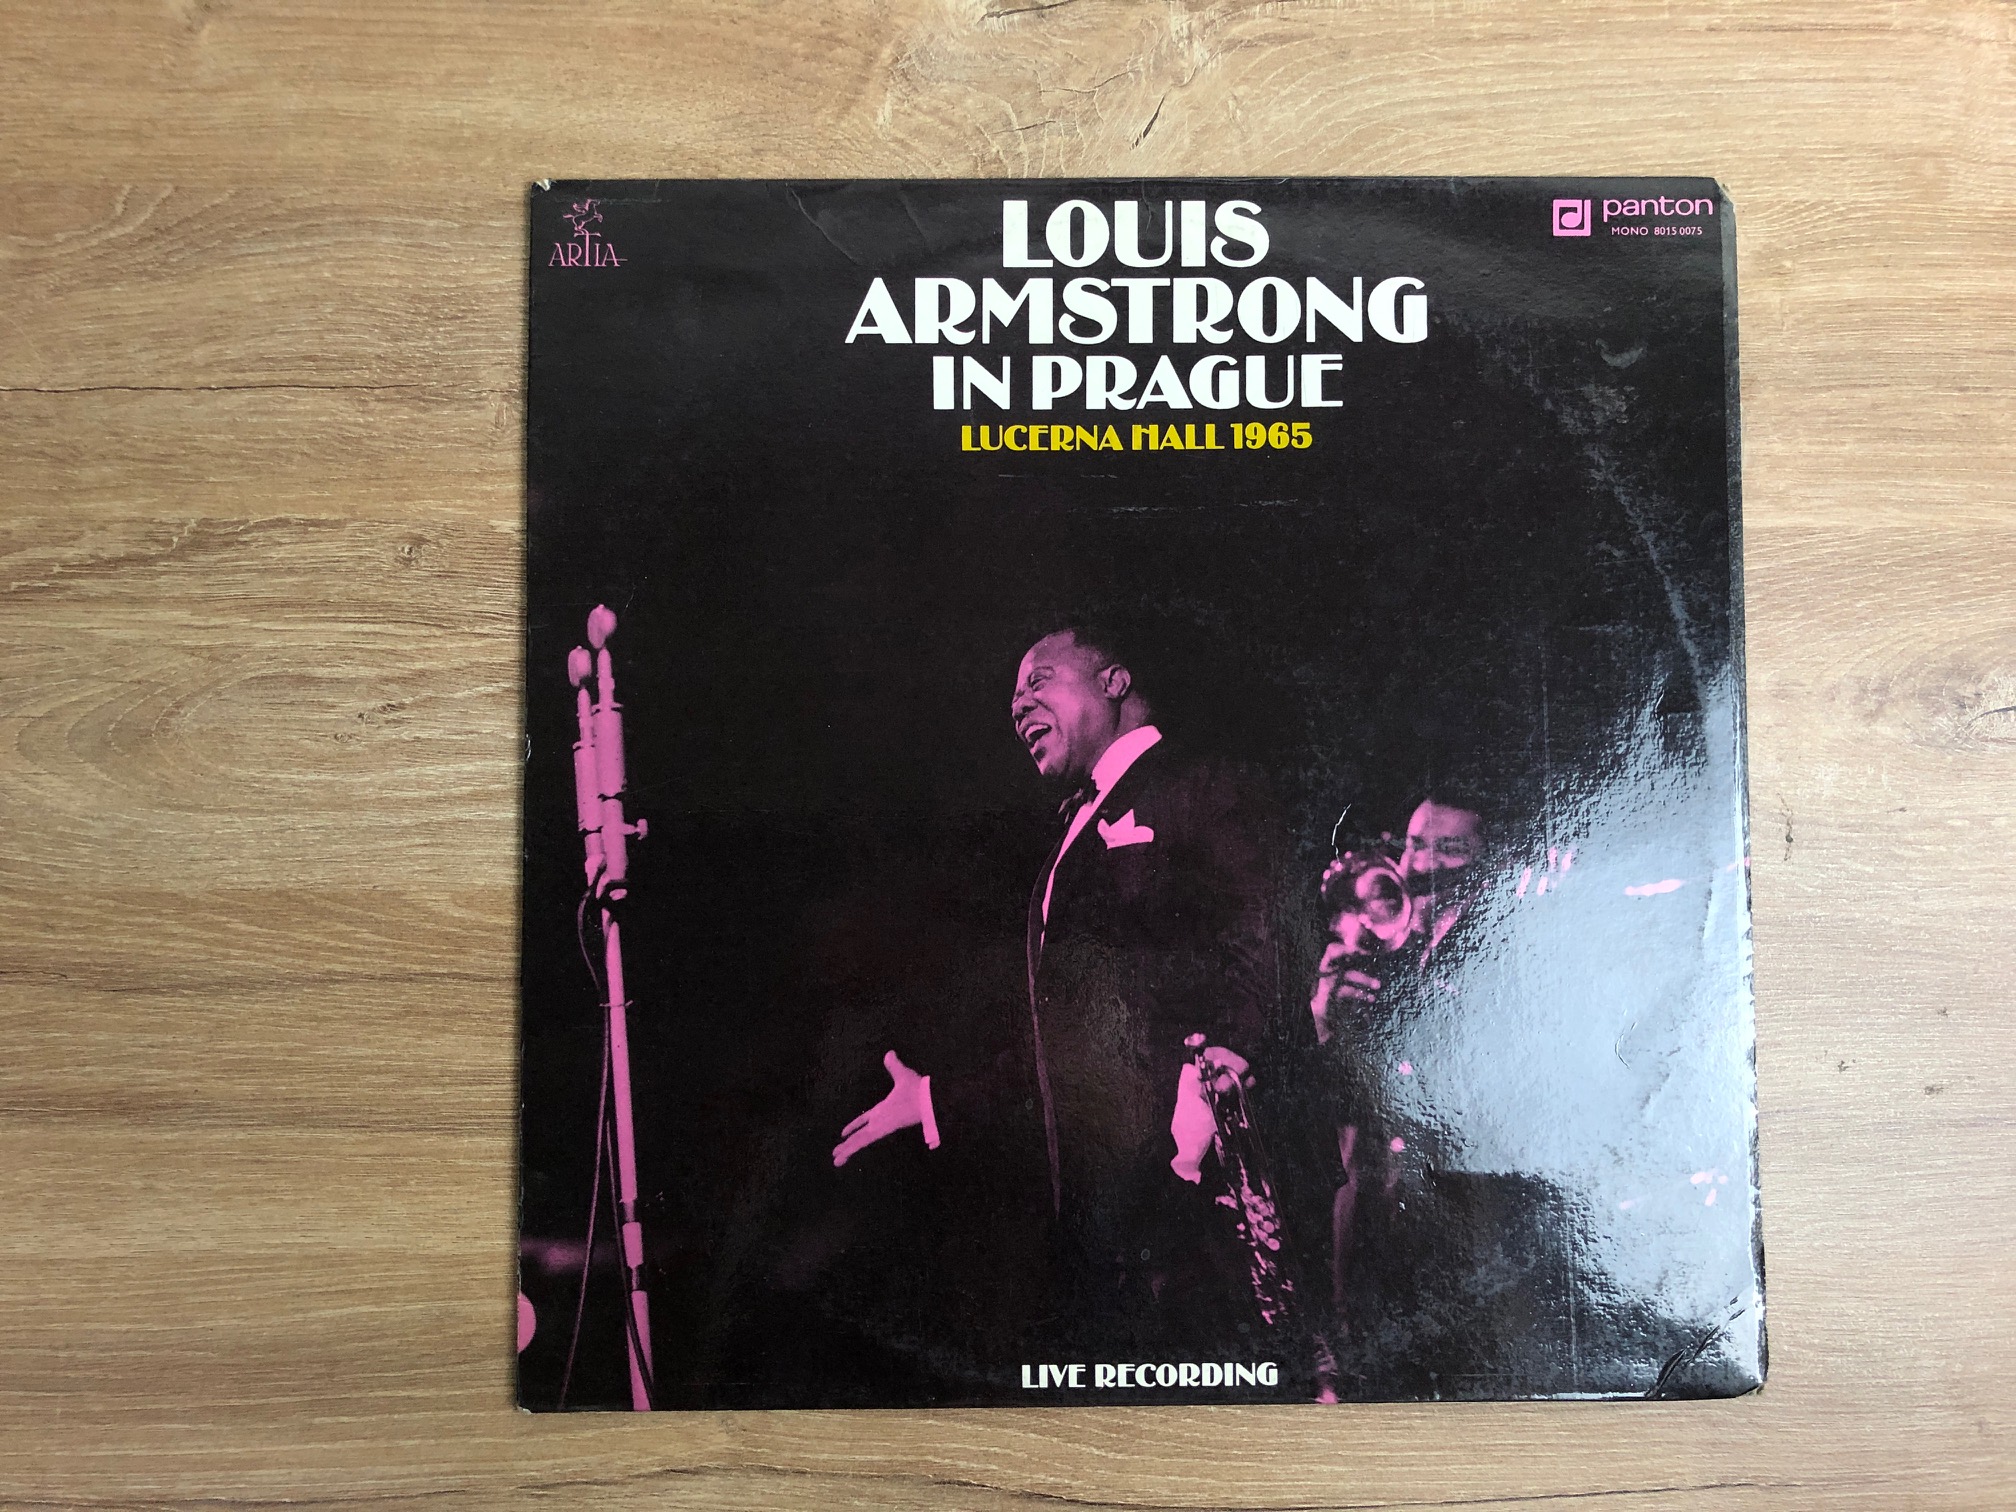 ARTIA
LOUIS
ARMSTRONG
IN PRAGUE
LUCERNA HALL 1965
panton
MONO 8015 0075
LIVE RECORDING